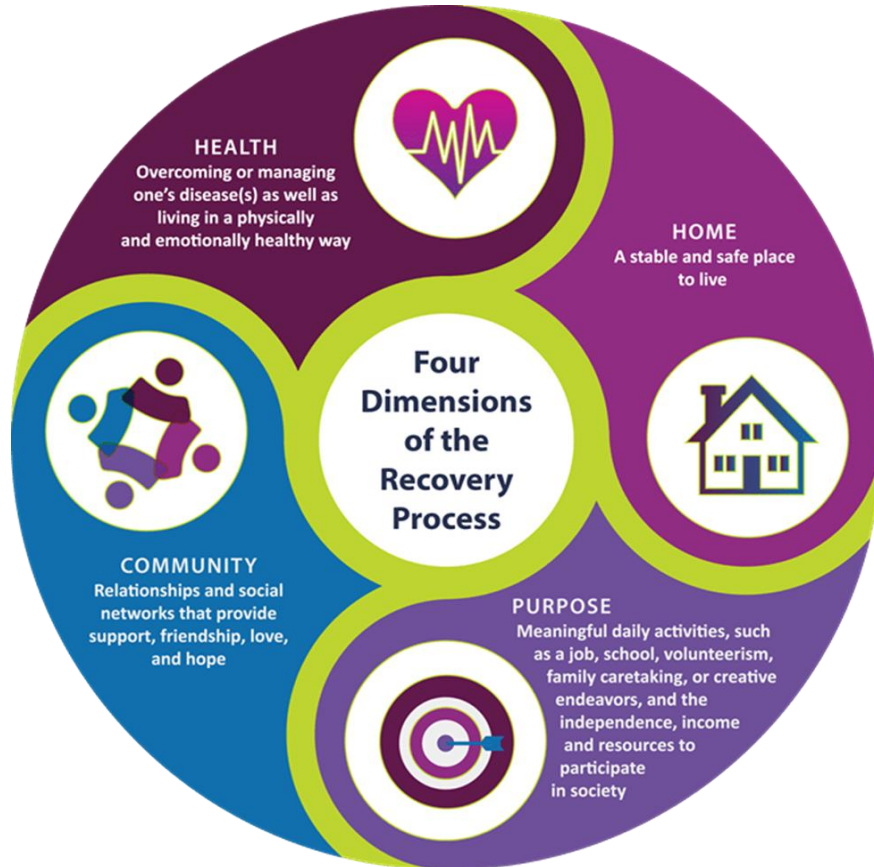 Four
Dimensions
of the
Recovery
Process
HEALTH
Overcoming or managing
one's disease(s) as well as
living in a physically
and emotionally healthy way
HOME
A stable and safe place
to live
PURPOSE
Meaningful daily activities, such
as a job, school, volunteerism,
family caretaking, or creative
endeavors, and the
independence, income
and resources to
participate
in society
COMMUNITY
Relationships and social
networks that provide
support, friendship, love,
and hope